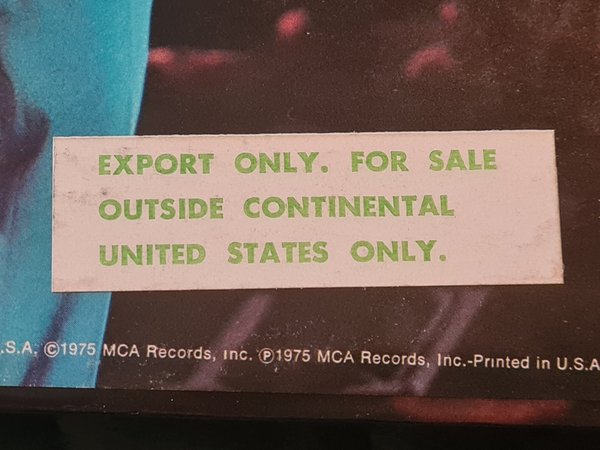 EXPORT ONLY. FOR SALE
OUTSIDE CONTINENTAL
UNITED STATES ONLY.
.S.A. ©1975 MCA Records, Inc. ℗1975 MCA Records, Inc.-Printed in U.S.A